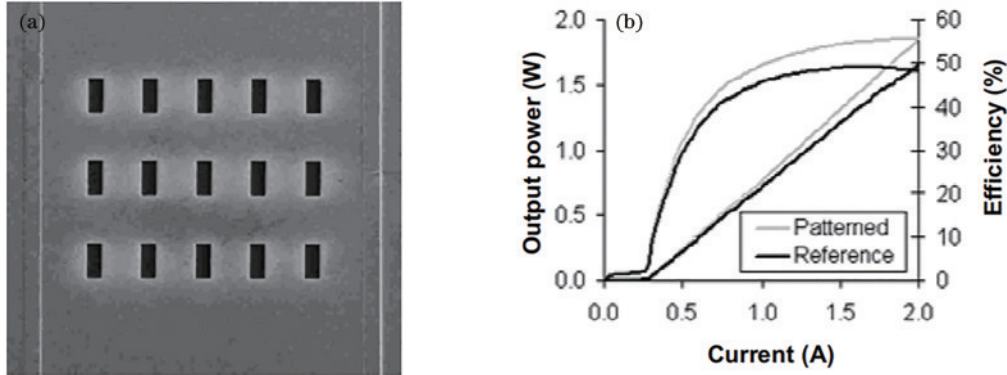 (a)
(b)
Output power (W)
2.0
1.5
1.0
0.5
0.0
60
50
40
30
20
10
0
Efficiency (%)
Patterned
Reference
0.0 0.5 1.0 1.5 2.0
Current (A)